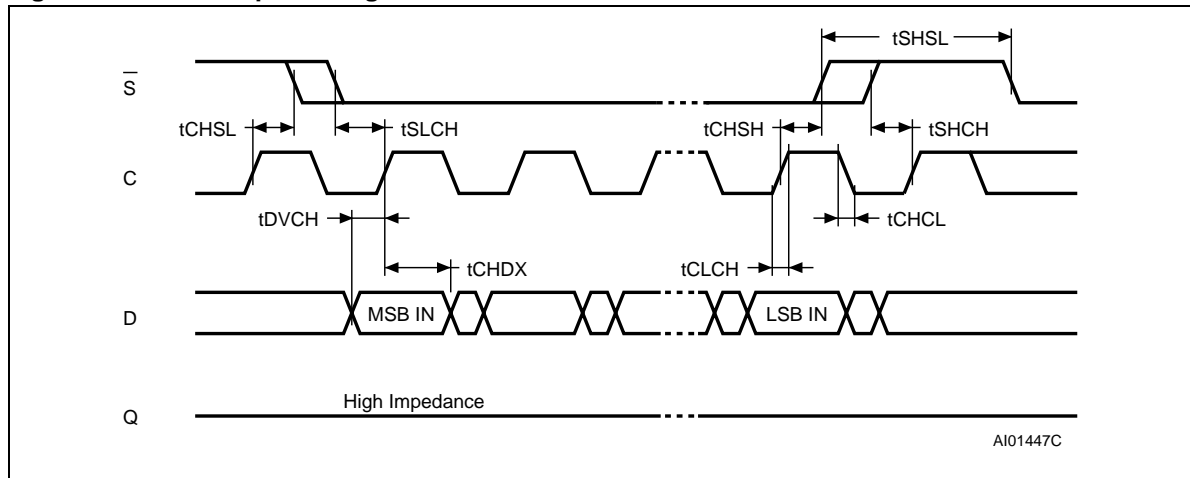 tSHSL
S̅
tCHSL
tSLCH
tCHSH
tSHCH
C
tDVCH
tCHCL
tCHDX
tCLCH
D
MSB IN
LSB IN
High Impedance
Q
AI01447C